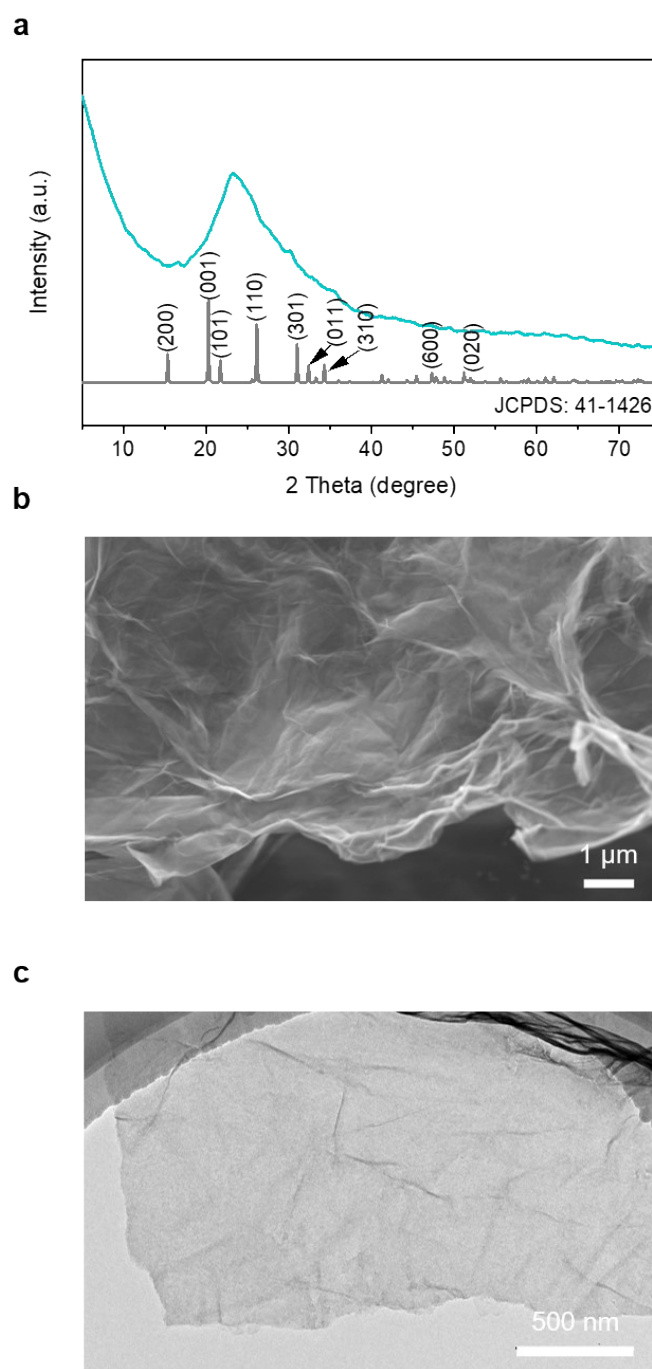 a
Intensity (a.u.)
(200)
(001)
(101)
(110)
(301)
(011)
(310)
(600)
(020)
JCPDS: 41-1426
10 20 30 40 50 60 70
2 Theta (degree)
b
1 µm
c
500 nm